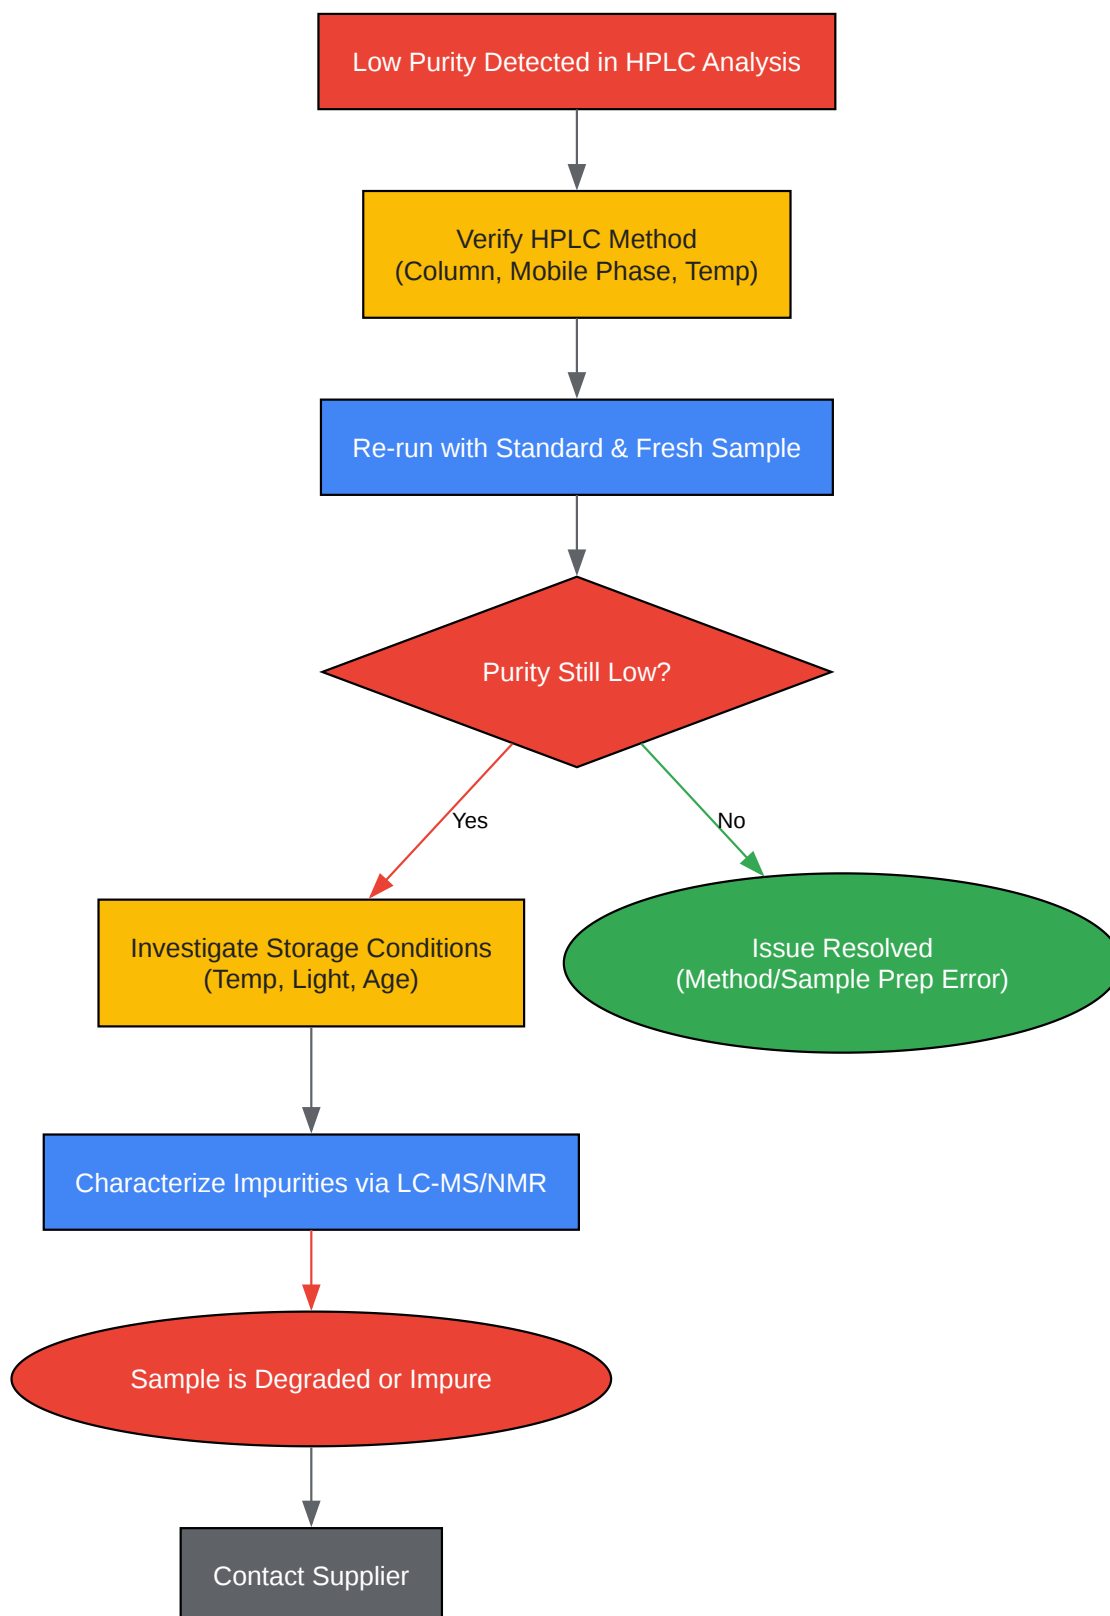 Low Purity Detected in HPLC Analysis
Verify HPLC Method
(Column, Mobile Phase, Temp)
Re-run with Standard & Fresh Sample
Purity Still Low?
Yes
No
Investigate Storage Conditions
(Temp, Light, Age)
Issue Resolved
(Method/Sample Prep Error)
Characterize Impurities via LC-MS/NMR
Sample is Degraded or Impure
Contact Supplier